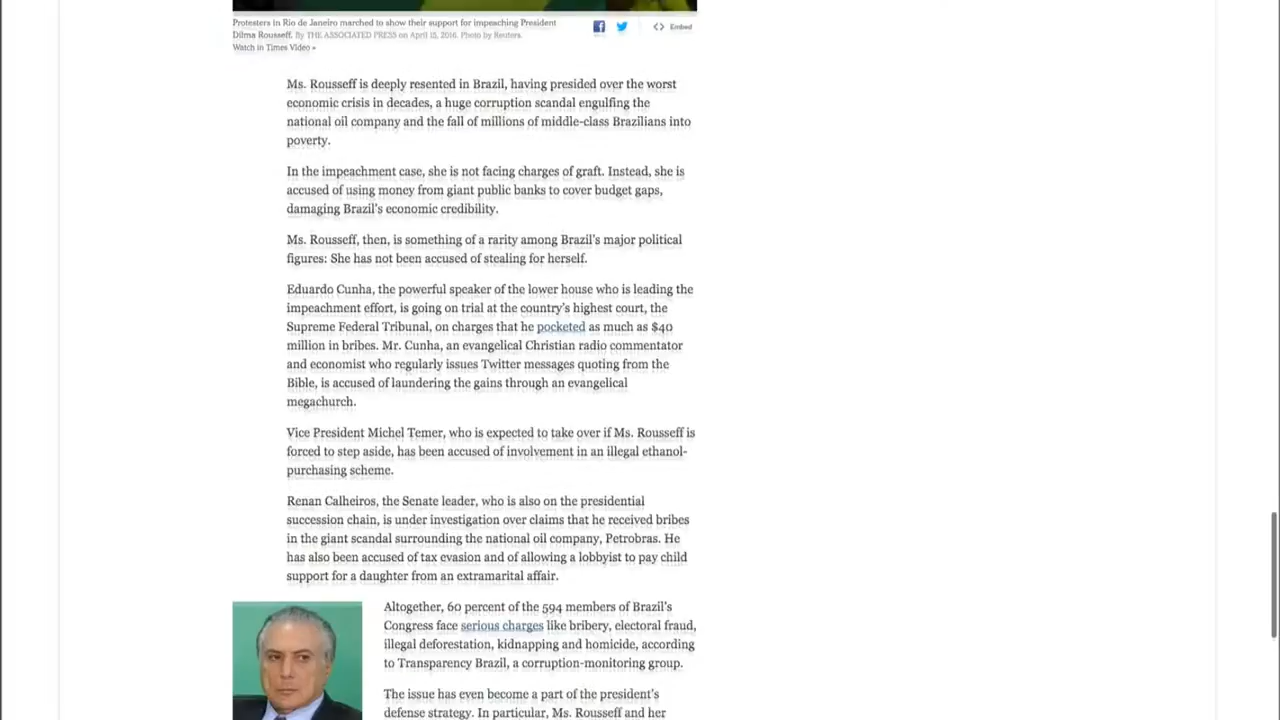 Protesters in Rio de Janeiro marched to show their support for impeaching President
Dilma Rousseff. By THE ASSOCIATED PRESS on April 15, 2016. Photo by Reuters.
Watch in Times Video »
Embed
Ms. Rousseff is deeply resented in Brazil, having presided over the worst
economic crisis in decades, a huge corruption scandal engulfing the
national oil company and the fall of millions of middle-class Brazilians into
poverty.
In the impeachment case, she is not facing charges of graft. Instead, she is
accused of using money from giant public banks to cover budget gaps,
damaging Brazil's economic credibility.
Ms. Rousseff, then, is something of a rarity among Brazil's major political
figures: She has not been accused of stealing for herself.
Eduardo Cunha, the powerful speaker of the lower house who is leading the
impeachment effort, is going on trial at the country's highest court, the
Supreme Federal Tribunal, on charges that he pocketed as much as $40
million in bribes. Mr. Cunha, an evangelical Christian radio commentator
and economist who regularly issues Twitter messages quoting from the
Bible, is accused of laundering the gains through an evangelical
megachurch.
Vice President Michel Temer, who is expected to take over if Ms. Rousseff is
forced to step aside, has been accused of involvement in an illegal ethanol-
purchasing scheme.
Renan Calheiros, the Senate leader, who is also on the presidential
succession chain, is under investigation over claims that he received bribes
in the giant scandal surrounding the national oil company, Petrobras. He
has also been accused of tax evasion and of allowing a lobbyist to pay child
support for a daughter from an extramarital affair.
Altogether, 60 percent of the 594 members of Brazil's
Congress face serious charges like bribery, electoral fraud,
illegal deforestation, kidnapping and homicide, according
to Transparency Brazil, a corruption-monitoring group.
The issue has even become a part of the president's
defense strategy. In particular, Ms. Rousseff and her